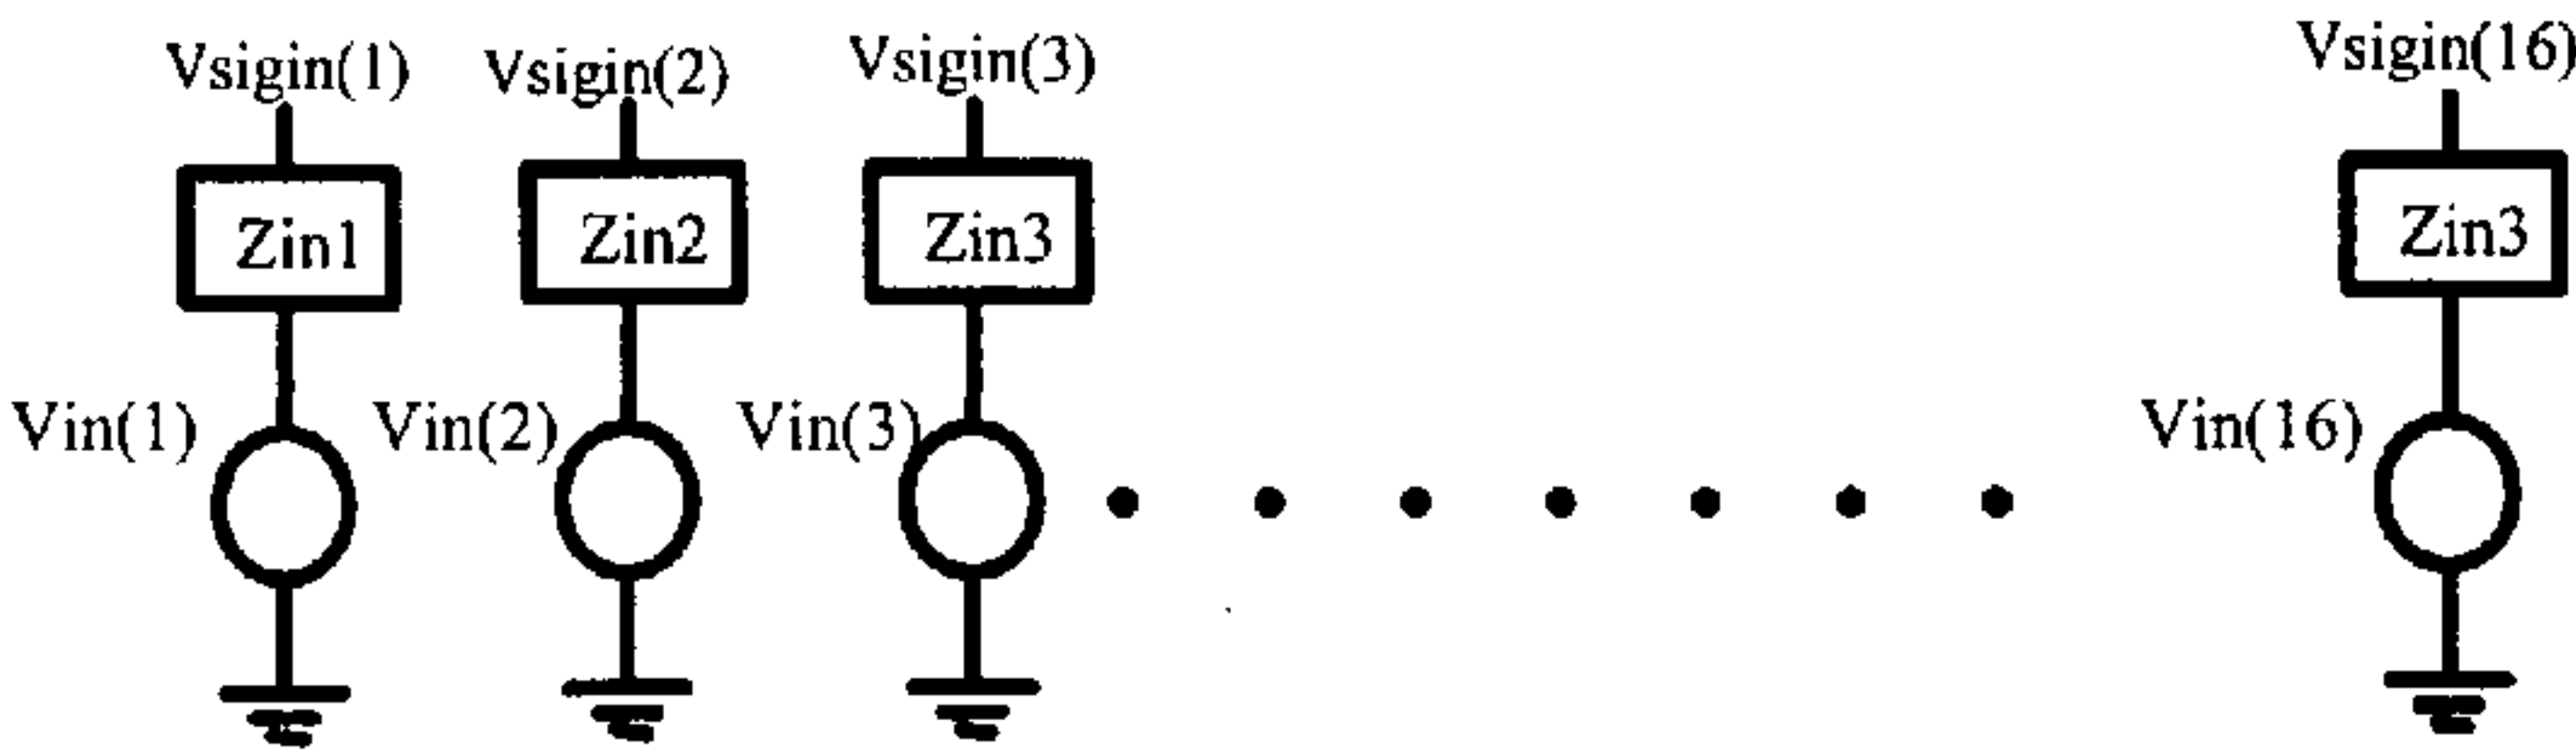 Vsigin(1) Vsigin(2) Vsigin(3) Vsigin(16)
Zin1 Zin2 Zin3 Zin3
Vin(1) Vin(2) Vin(3) Vin(16)